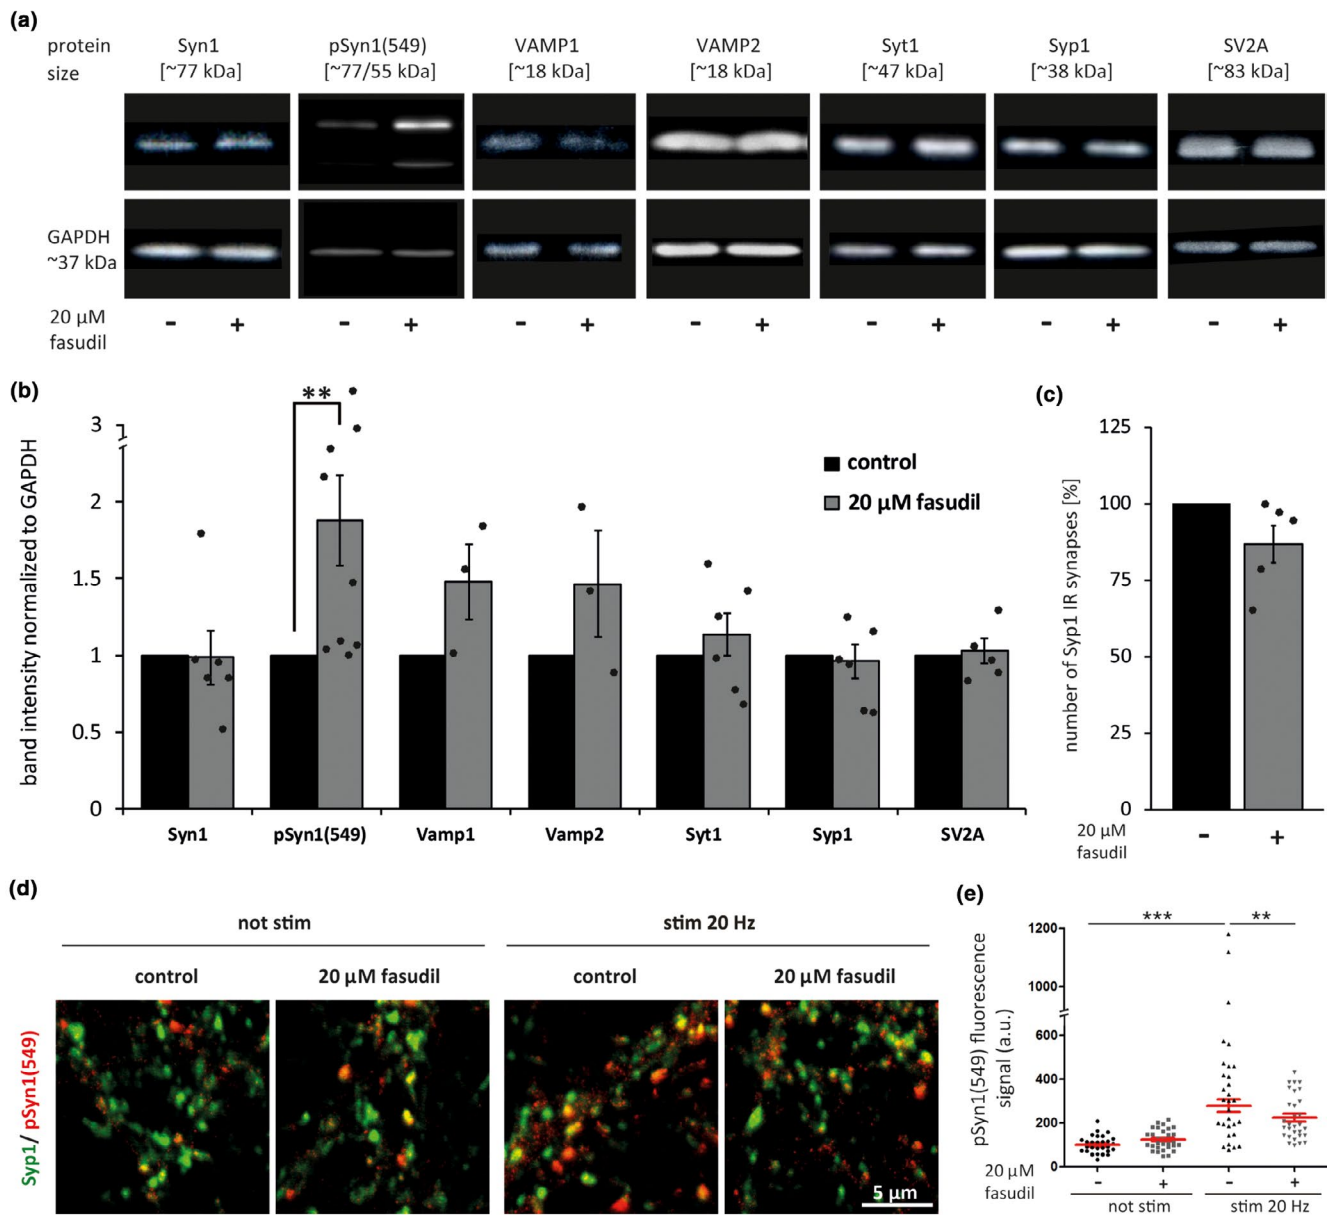 (a)
protein size
Syn1 [~77 kDa]
pSyn1(549) [~77/55 kDa]
VAMP1 [~18 kDa]
VAMP2 [~18 kDa]
Syt1 [~47 kDa]
Syp1 [~38 kDa]
SV2A [~83 kDa]
GAPDH
~37 kDa
20 µM fasudil
- + - + - + - + - + - + - +
(b)
band intensity normalized to GAPDH
3
2
1.5
1
0.5
0
**
control
20 µM fasudil
Syn1 pSyn1(549) Vamp1 Vamp2 Syt1 Syp1 SV2A
(c)
number of Syp1 IR synapses [%]
125
100
75
50
25
0
20 µM
fasudil
- +
(d)
not stim stim 20 Hz
control 20 µM fasudil control 20 µM fasudil
Syp1/ pSyn1(549)
5 µm
(e)
pSyn1(549) fluorescence
signal (a.u.)
*** **
1200
1000
600
400
200
0
20 µM
fasudil
- + - +
not stim stim 20 Hz